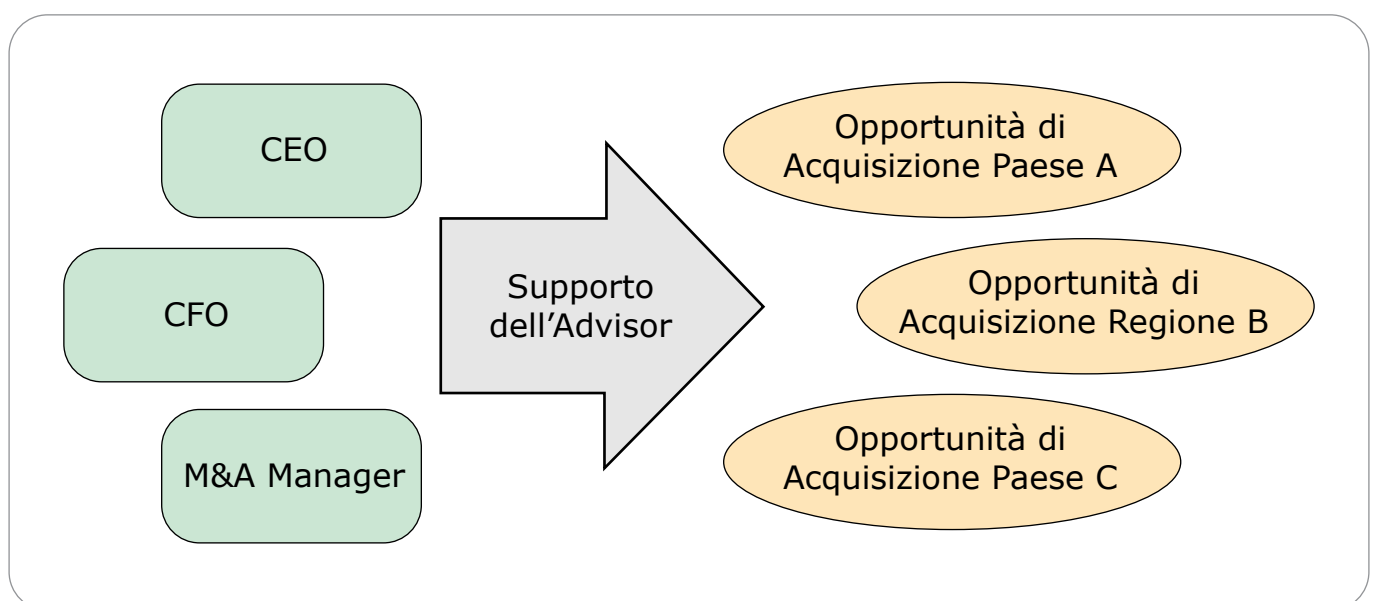 CEO
CFO
M&A Manager
Supporto
dell’Advisor
Opportunità di
Acquisizione Paese A
Opportunità di
Acquisizione Regione B
Opportunità di
Acquisizione Paese C